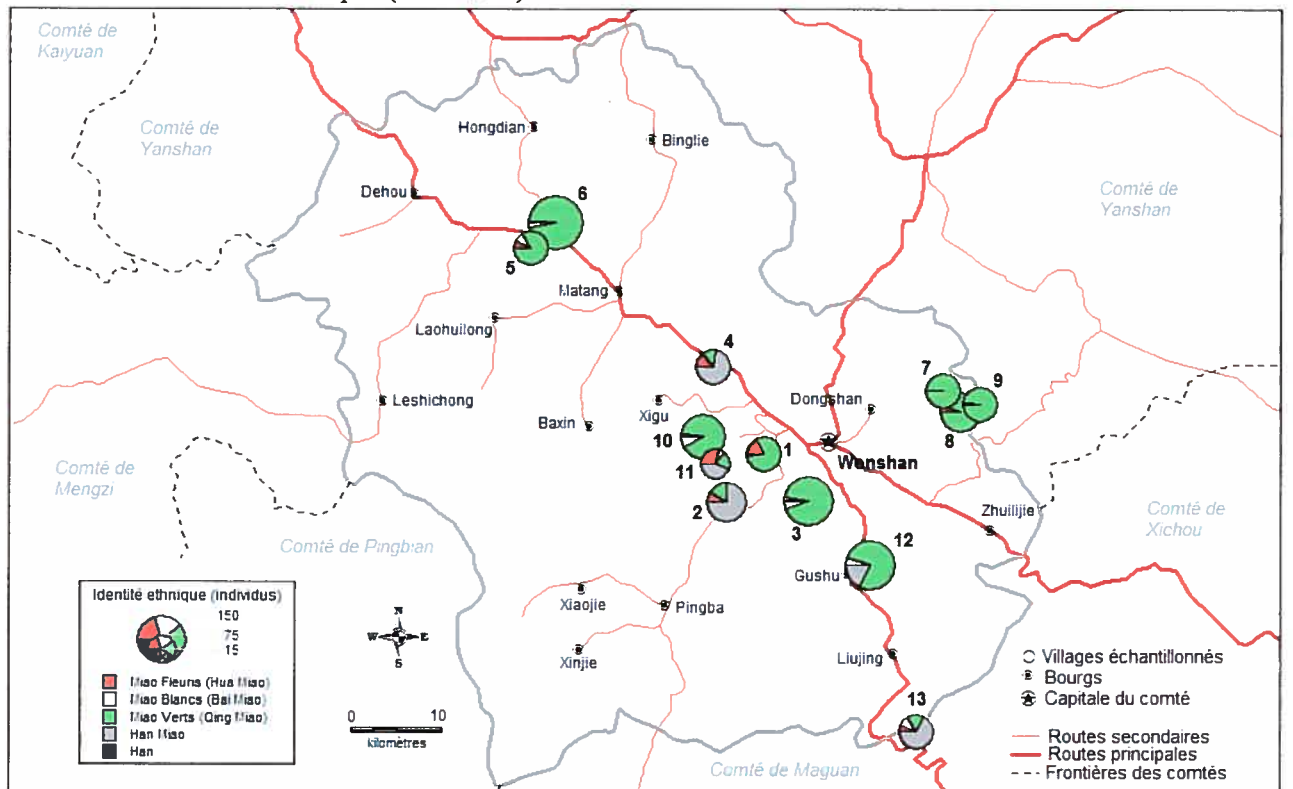 Comté de
Kaiyuan
Comté de
Yanshan
Hongdian
Binglie
Dehou
Comté de
Yanshan
6
5
Matang
Laohuilong
4
Leshichong
Baxin
Xigu
Dongshan
7
9
8
10
11
1
Wenshan
2
3
Comté de
Mengzi
Comté de Pingbian
Zhuilijie
Comté de
Xichou
12
Gushu
Identité ethnique (individus)
150
75
15
Miao Fleuris (Hua Miao)
Miao Blancs (Bai Miao)
Miao Verts (Qing Miao)
Han Miao
Han
N
W E
S
0 10
kilomètres
Xiaojie
Pingba
Xinjie
Liujing
13
Comté de Maguan
Villages échantillonnés
Bourgs
Capitale du comté
Routes secondaires
Routes principales
Frontières des comtés